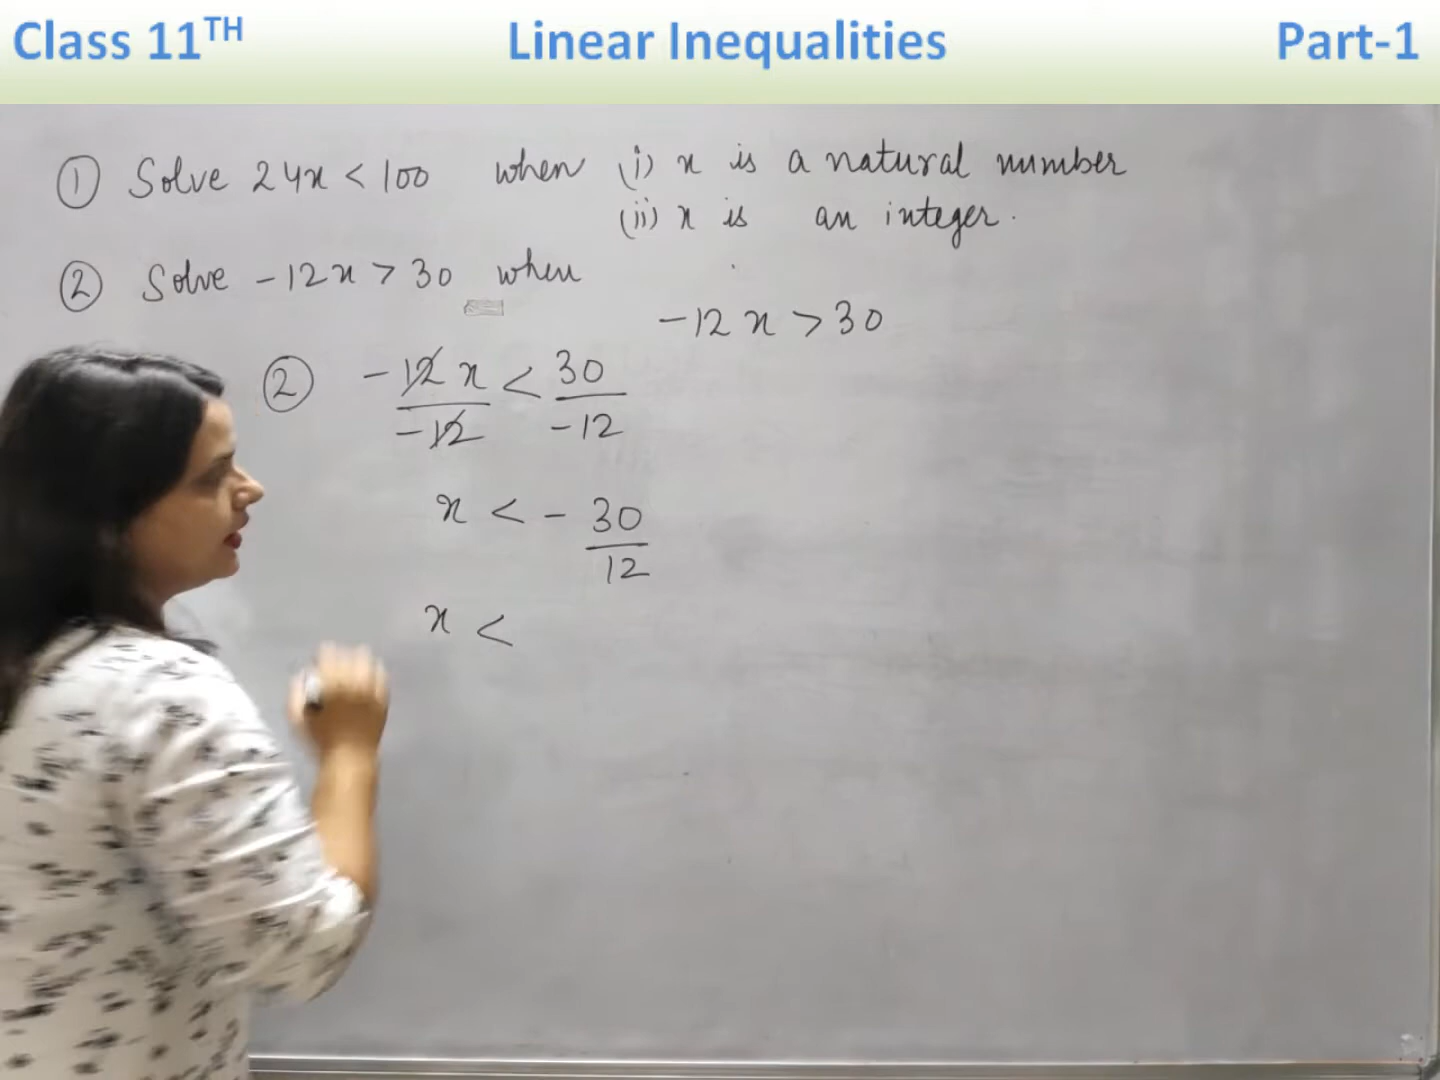 Class 11TH Linear Inequalities Part-1
① Solve 24x < 100 when (i) x is a natural number
(ii) x is an integer.
② Solve -12x > 30 when
-12x > 30
② -12x/-12 < 30/-12
x < - 30/12
x <